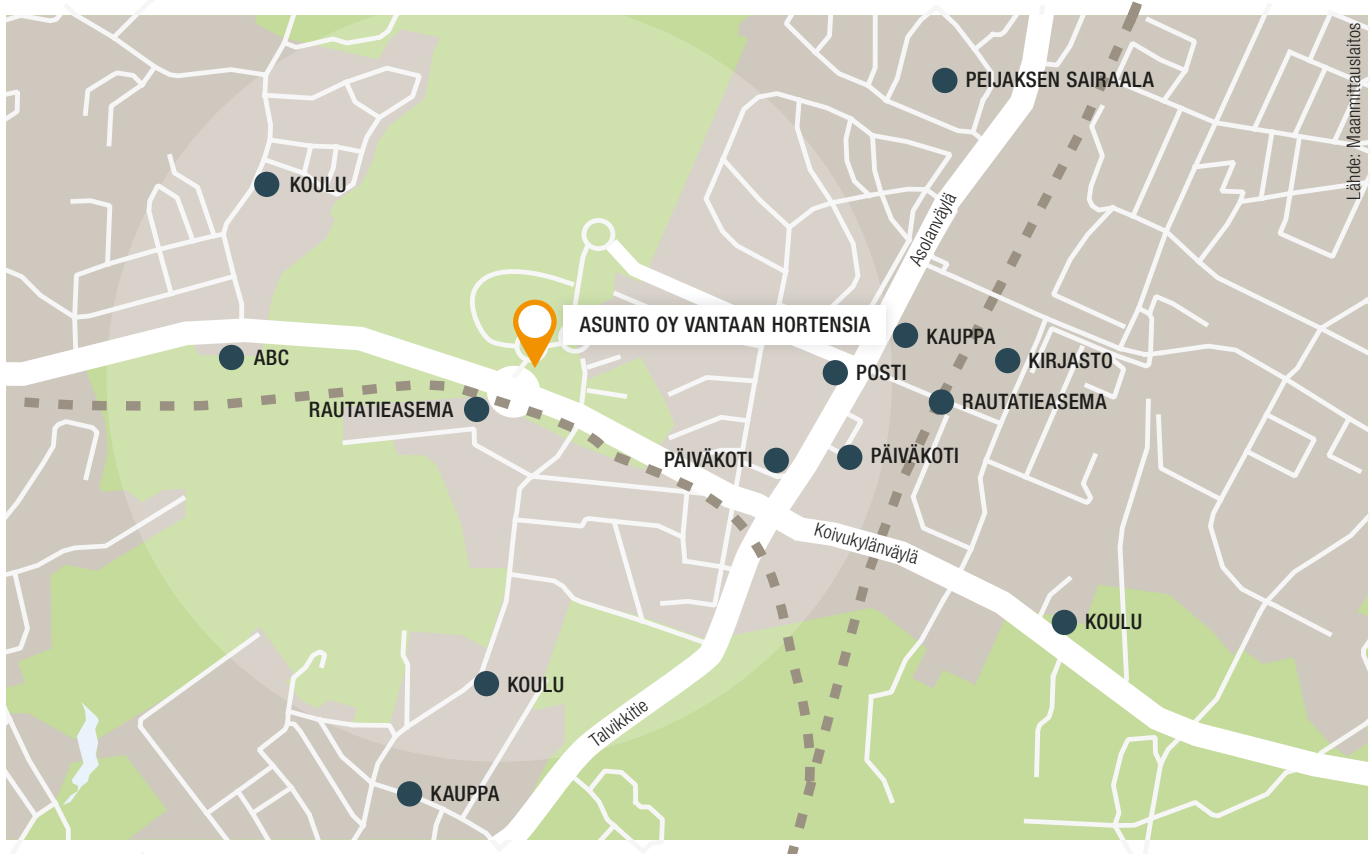 Lähde: Maanmittauslaitos
PEIJAKSEN SAIRAALA
KOULU
Asolanväylä
ASUNTO OY VANTAAN HORTENSIA
KAUPPA
ABC
KIRJASTO
POSTI
RAUTATIEASEMA
RAUTATIEASEMA
PÄIVÄKOTI
PÄIVÄKOTI
Koivukylänväylä
KOULU
KOULU
Talvikkitie
KAUPPA